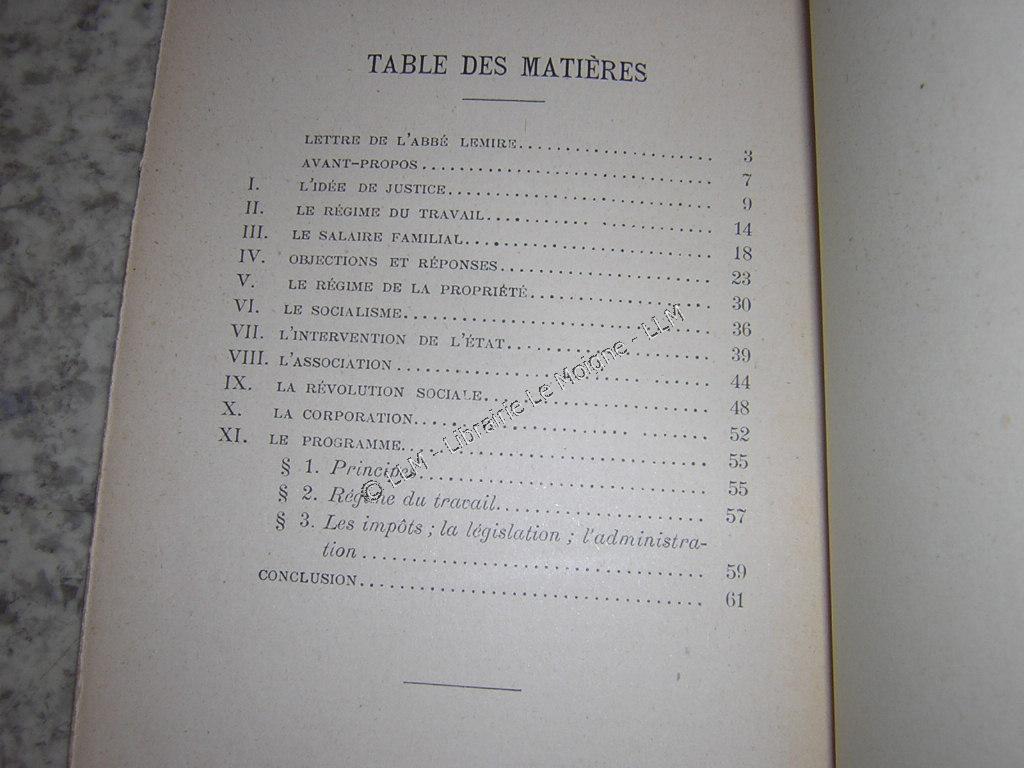 TABLE DES MATIÈRES
LETTRE DE L'ABBÉ LEMIRE 3
AVANT-PROPOS 7
I. L'IDÉE DE JUSTICE 9
II. LE RÉGIME DU TRAVAIL 14
III. LE SALAIRE FAMILIAL 18
IV. OBJECTIONS ET RÉPONSES 23
V. LE RÉGIME DE LA PROPRIÉTÉ 30
VI. LE SOCIALISME 36
VII. L'INTERVENTION DE L'ÉTAT 39
VIII. L'ASSOCIATION 44
IX. LA RÉVOLUTION SOCIALE 48
X. LA CORPORATION 52
XI. LE PROGRAMME 55
§ 1. Principe 55
§ 2. Régime du travail 57
§ 3. Les impôts ; la législation ; l'administra-
tion 59
CONCLUSION 61
© LLM - Librairie Le Moigne - LLM